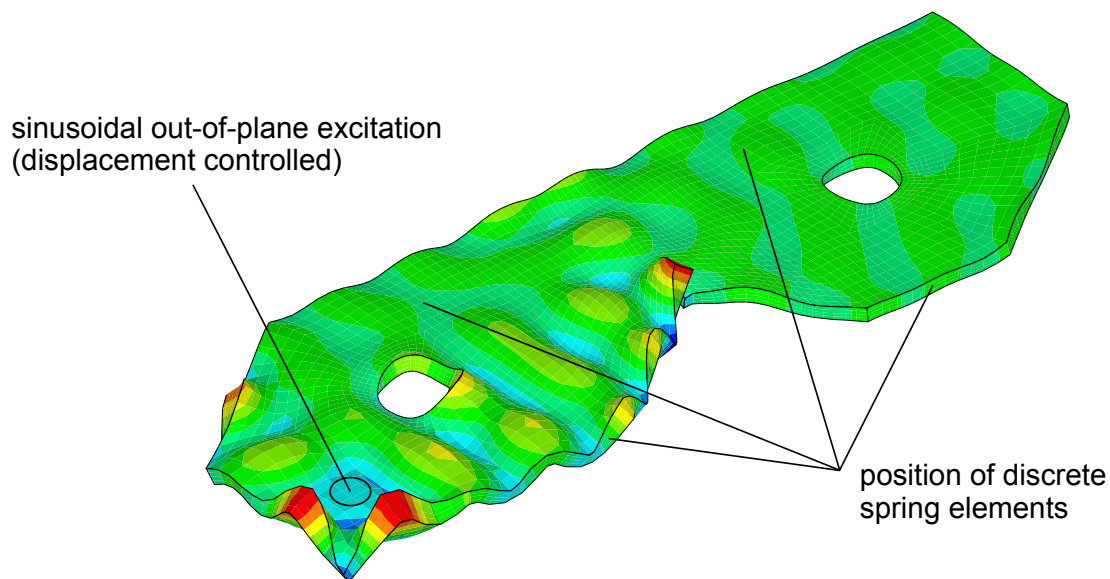 sinusoidal out-of-plane excitation
(displacement controlled)
position of discrete
spring elements